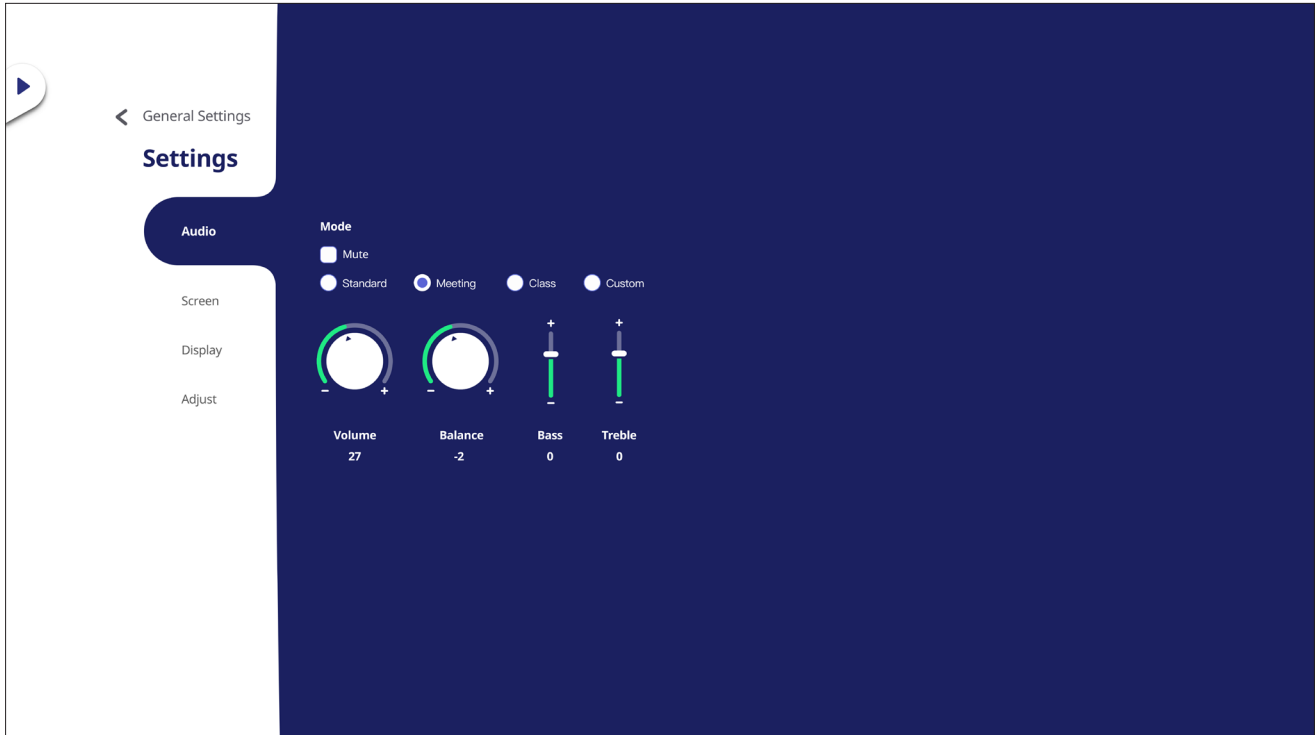 General Settings
Settings
Audio
Screen
Display
Adjust
Mode
Mute
Standard Meeting Class Custom
+ +
- + - + - -
Volume Balance Bass Treble
27 -2 0 0